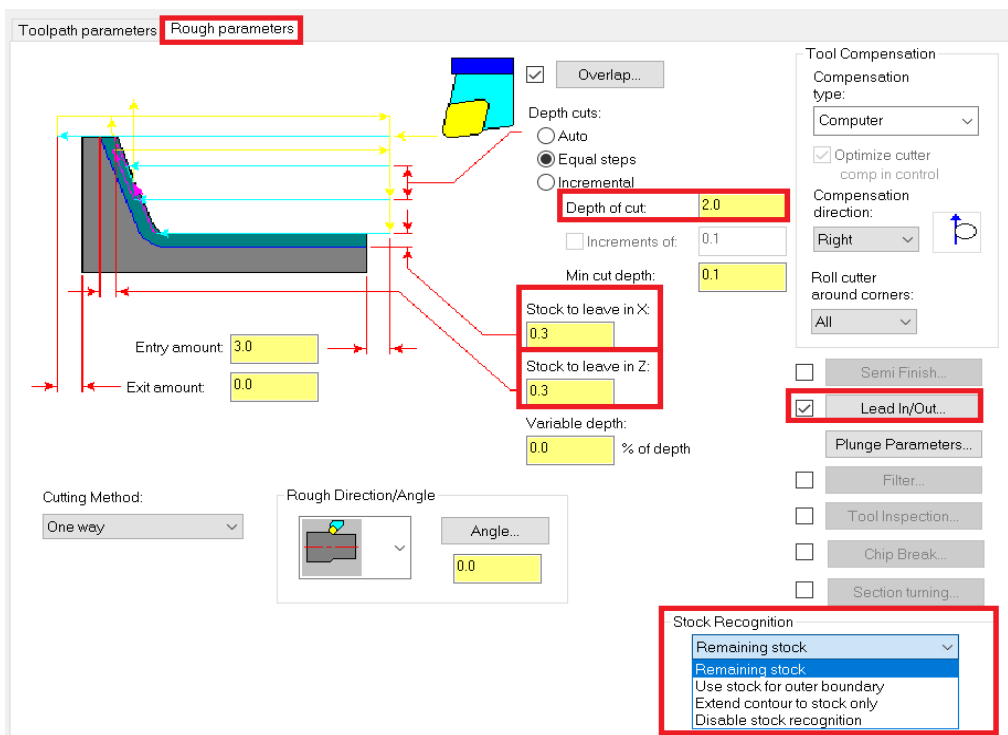 Toolpath parameters
Rough parameters
Overlap...
Depth cuts:
Auto
Equal steps
Incremental
Depth of cut:
2.0
Increments of:
0.1
Min cut depth:
0.1
Stock to leave in X:
0.3
Stock to leave in Z:
0.3
Variable depth:
0.0
% of depth
Entry amount:
3.0
Exit amount:
0.0
Tool Compensation
Compensation
type:
Computer
Optimize cutter
comp in control
Compensation
direction:
Right
Roll cutter
around corners:
All
Semi Finish...
Lead In/Out...
Plunge Parameters...
Filter...
Tool Inspection...
Chip Break...
Section turning...
Cutting Method:
One way
Rough Direction/Angle
Angle...
0.0
Stock Recognition
Remaining stock
Remaining stock
Use stock for outer boundary
Extend contour to stock only
Disable stock recognition